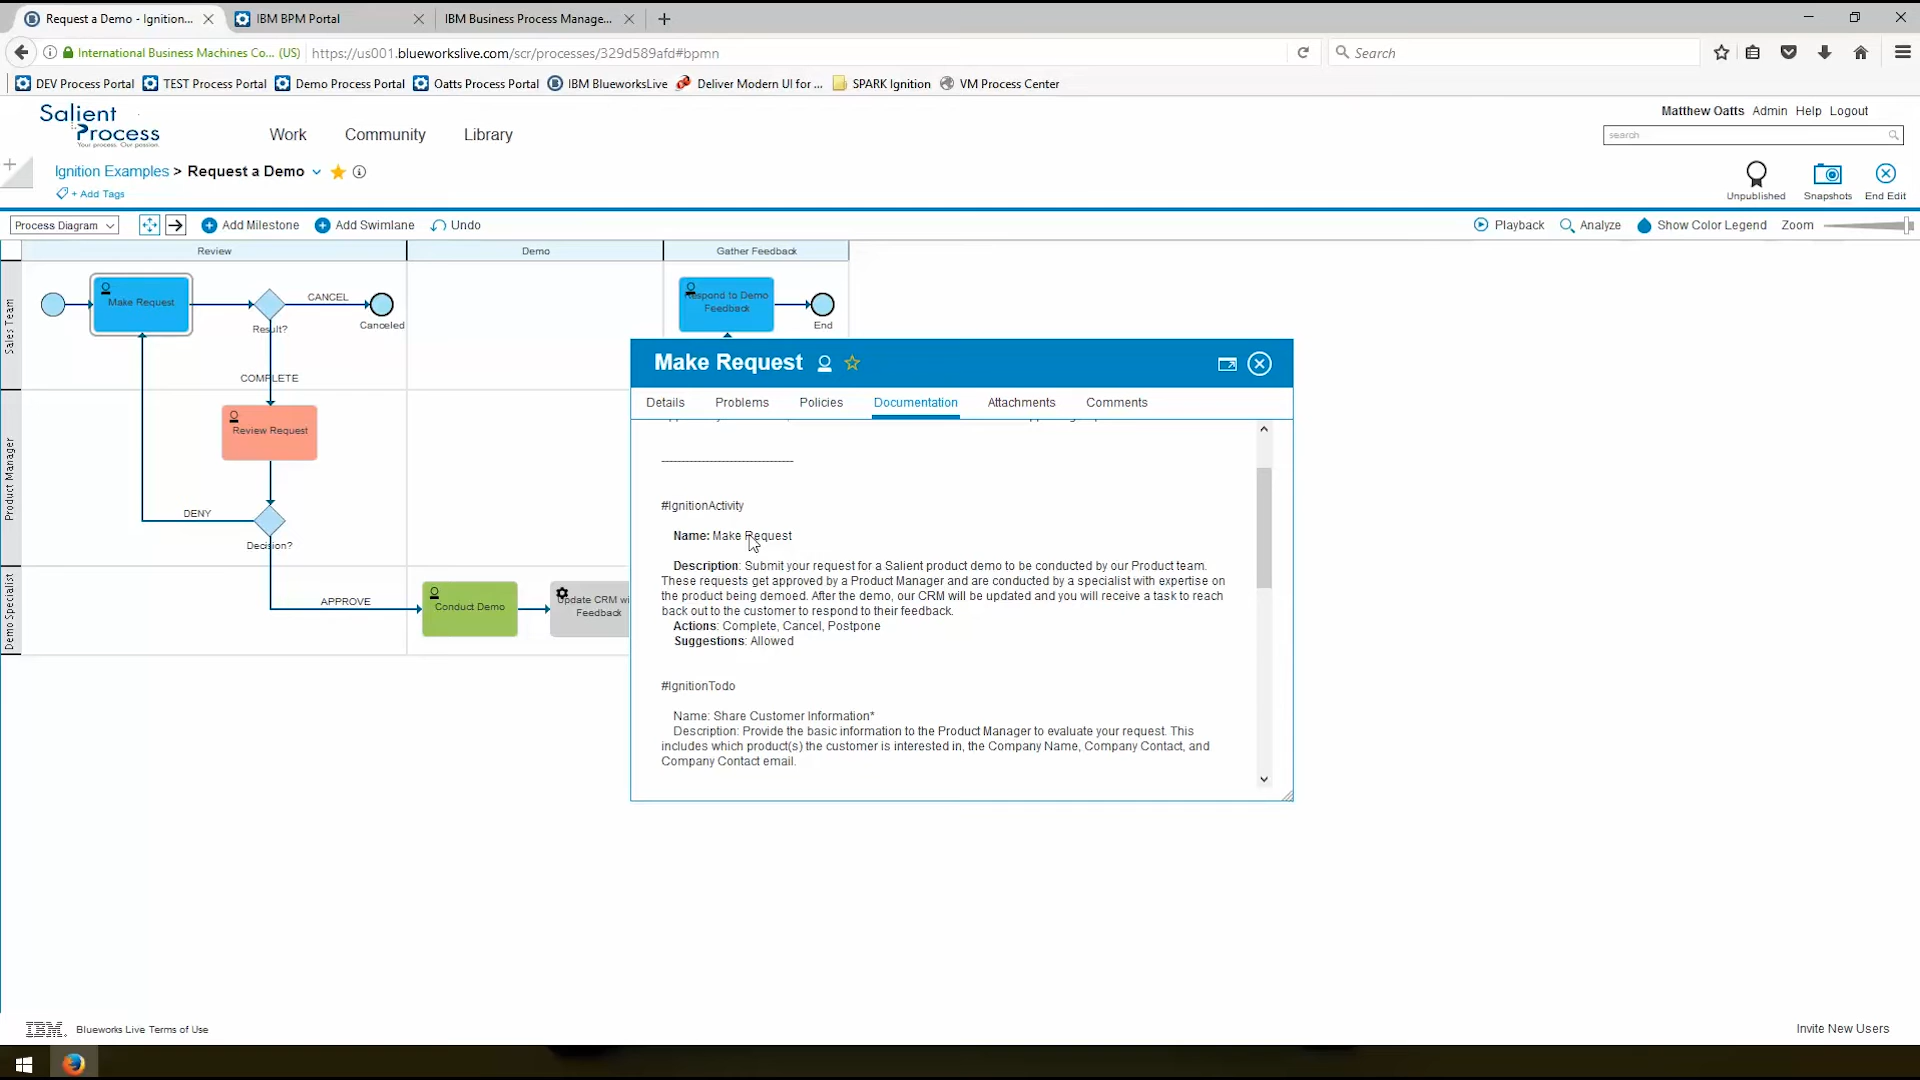 Request a Demo - Ignition...
IBM BPM Portal
IBM Business Process Manage...
International Business Machines Co... (US)
https://us001.blueworkslive.com/scr/processes/329d589afd#bpmn
Search
DEV Process Portal
TEST Process Portal
Demo Process Portal
Oatts Process Portal
IBM BlueworksLive
Deliver Modern UI for ...
SPARK Ignition
VM Process Center
Salient
Process
Your process. Our passion.
Work
Community
Library
Matthew Oatts
Admin
Help
Logout
search
Ignition Examples > Request a Demo
+ Add Tags
Unpublished
Snapshots
End Edit
Process Diagram
Add Milestone
Add Swimlane
Undo
Playback
Analyze
Show Color Legend
Zoom
Review
Demo
Gather Feedback
Sales Team
Make Request
Result?
CANCEL
Canceled
Respond to Demo
Feedback
End
COMPLETE
Product Manager
Review Request
DENY
Decision?
Demo Specialist
APPROVE
Conduct Demo
Update CRM wi
Feedback
Make Request
Details
Problems
Policies
Documentation
Attachments
Comments
--------------------------------
#IgnitionActivity
Name: Make Request
Description: Submit your request for a Salient product demo to be conducted by our Product team.
These requests get approved by a Product Manager and are conducted by a specialist with expertise on
the product being demoed. After the demo, our CRM will be updated and you will receive a task to reach
back out to the customer to respond to their feedback.
Actions: Complete, Cancel, Postpone
Suggestions: Allowed
#IgnitionTodo
Name: Share Customer Information*
Description: Provide the basic information to the Product Manager to evaluate your request. This
includes which product(s) the customer is interested in, the Company Name, Company Contact, and
Company Contact email.
IBM.
Blueworks Live Terms of Use
Invite New Users